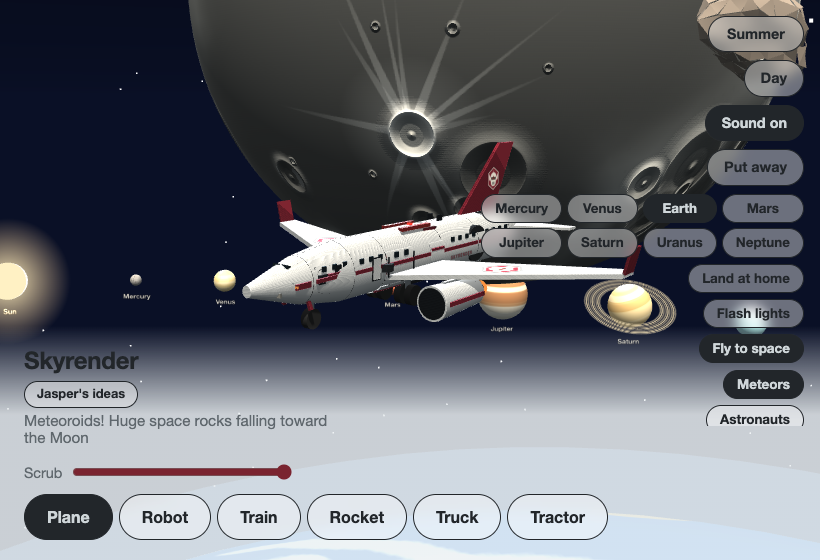 Summer
Day
Sound on
Put away
Mercury Venus Earth Mars
Jupiter Saturn Uranus Neptune
Land at home
Flash lights
Fly to space
Meteors
Astronauts
Sun
Mercury
Venus
Mars
Jupiter
Saturn
Skyrender
Jasper's ideas
Meteoroids! Huge space rocks falling toward
the Moon
Scrub
Plane Robot Train Rocket Truck Tractor